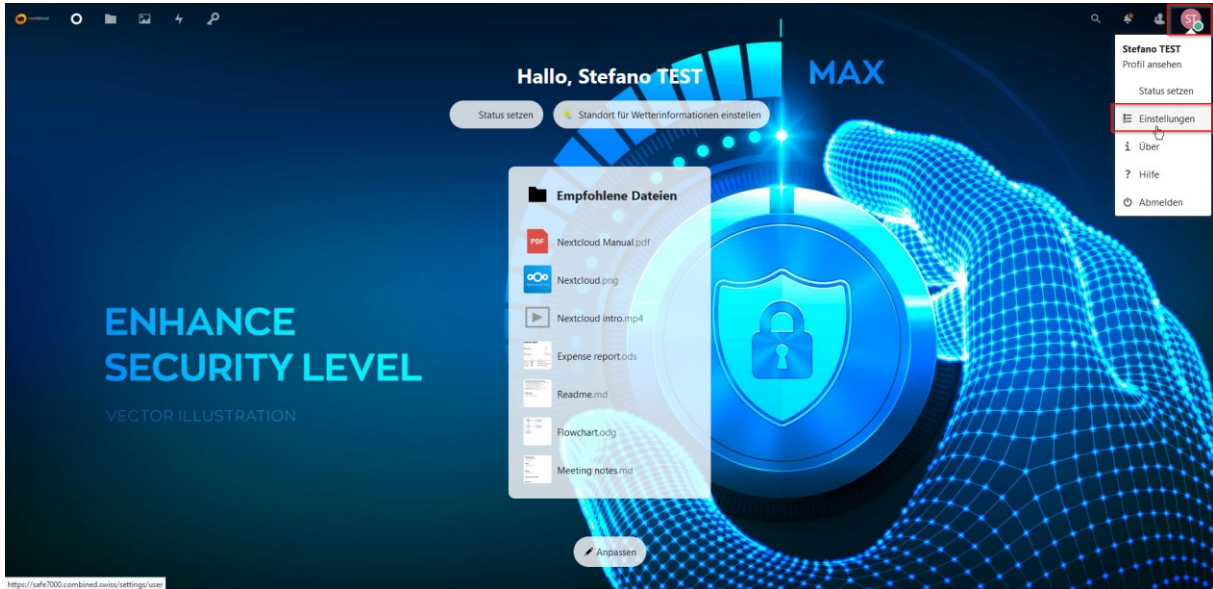 combined
ST
Stefano TEST
Profil ansehen
Status setzen
Einstellungen
Über
Hilfe
Abmelden
MAX
Hallo, Stefano TEST
Status setzen
Standort für Wetterinformationen einstellen
Empfohlene Dateien
PDF
Nextcloud Manual.pdf
Nextcloud.png
Nextcloud intro.mp4
Expense report.ods
Readme.md
Flowchart.odg
Meeting notes.md
ENHANCE
SECURITY LEVEL
VECTOR ILLUSTRATION
Anpassen
https://safe7000.combined.swiss/settings/user